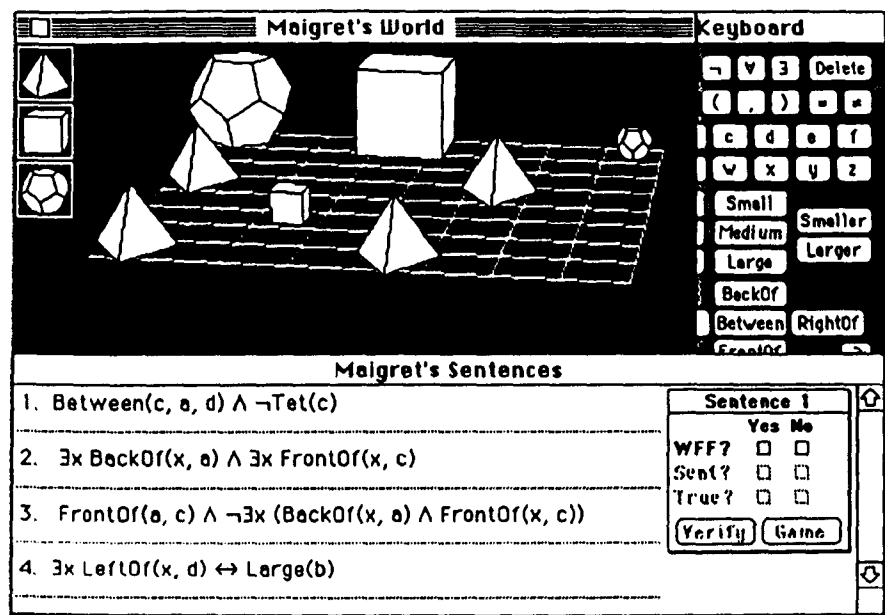 Maigret's World
Keyboard
¬ ∀ ∃ Delete
( , ) = ≠
c d e f
w x y z
Small
Smaller
Medium
Larger
Large
BackOf
Between RightOf
FrontOf
Maigret's Sentences
1. Between(c, a, d) ∧ ¬Tet(c)
2. ∃x BackOf(x, a) ∧ ∃x FrontOf(x, c)
3. FrontOf(a, c) ∧ ¬∃x (BackOf(x, a) ∧ FrontOf(x, c))
4. ∃x LeftOf(x, d) ↔ Large(b)
Sentence 1
Yes No
WFF?
Sent?
True?
Verify Game